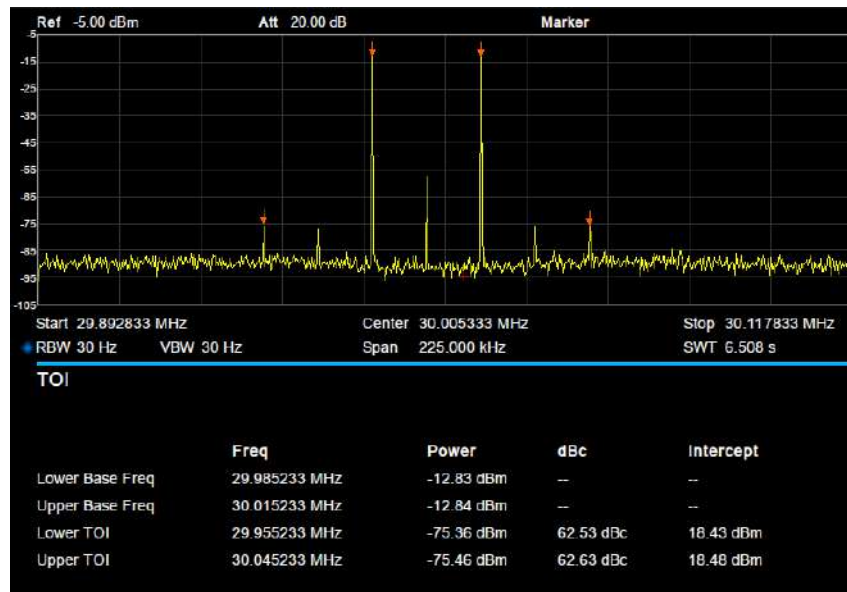 Ref -5.00 dBm Att 20.00 dB Marker
-5
-15
-25
-35
-45
-55
-65
-75
-85
-95
-105
Start 29.892833 MHz Center 30.005333 MHz Stop 30.117833 MHz
RBW 30 Hz VBW 30 Hz Span 225.000 kHz SWT 6.508 s
TOI
Freq Power dBc Intercept
Lower Base Freq 29.985233 MHz -12.83 dBm -- --
Upper Base Freq 30.015233 MHz -12.84 dBm -- --
Lower TOI 29.955233 MHz -75.36 dBm 62.53 dBc 18.43 dBm
Upper TOI 30.045233 MHz -75.46 dBm 62.63 dBc 18.48 dBm